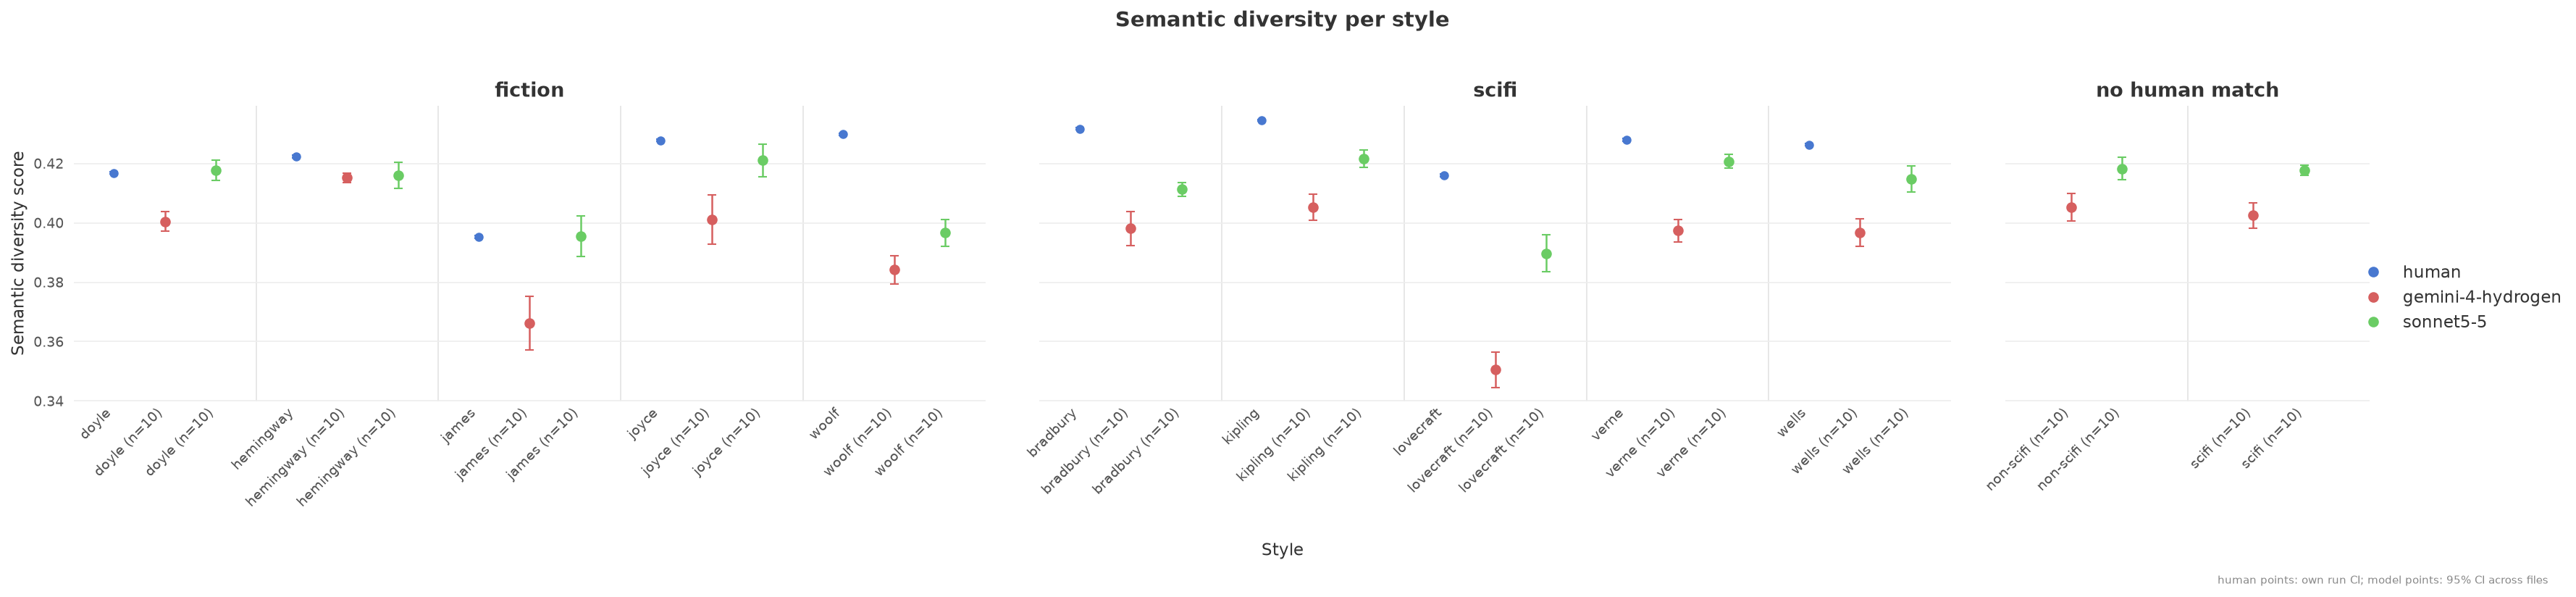 Semantic diversity per style
fiction
scifi
no human match
Semantic diversity score
0.42
0.40
0.38
0.36
0.34
human
gemini-4-hydrogen
sonnet5-5
doyle
doyle (n=10)
doyle (n=10)
hemingway
hemingway (n=10)
hemingway (n=10)
james
james (n=10)
james (n=10)
joyce
joyce (n=10)
joyce (n=10)
woolf
woolf (n=10)
woolf (n=10)
bradbury
bradbury (n=10)
bradbury (n=10)
kipling
kipling (n=10)
kipling (n=10)
lovecraft
lovecraft (n=10)
lovecraft (n=10)
verne
verne (n=10)
verne (n=10)
wells
wells (n=10)
wells (n=10)
non-scifi (n=10)
non-scifi (n=10)
scifi (n=10)
scifi (n=10)
Style
human points: own run CI; model points: 95% CI across files